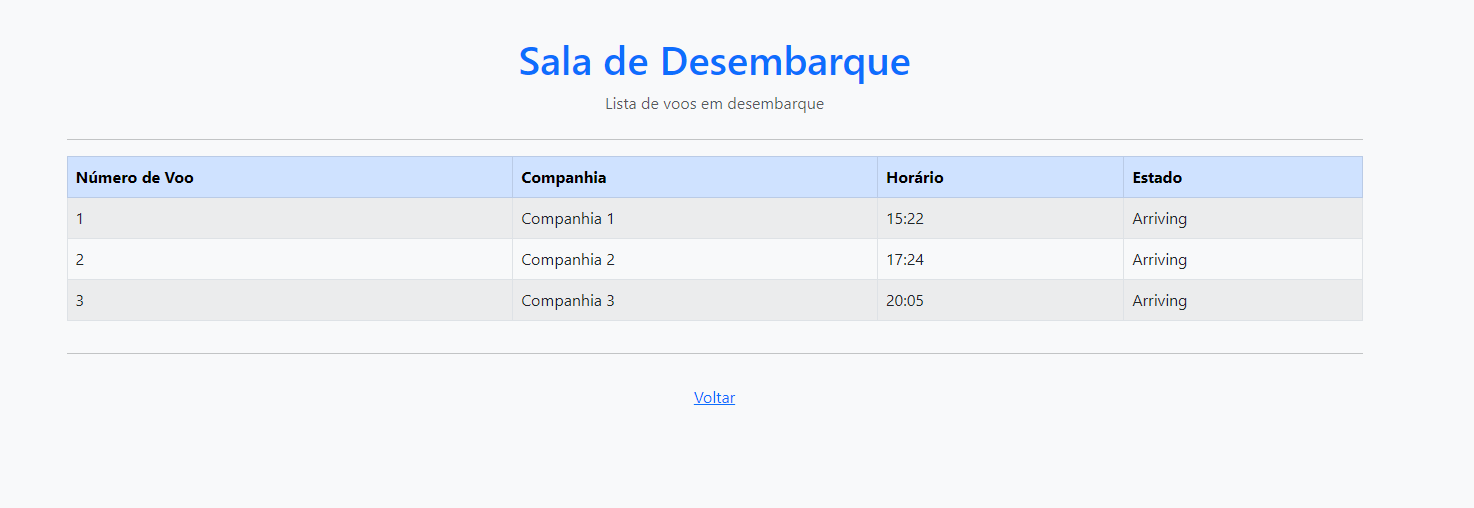 Sala de Desembarque
Lista de voos em desembarque
Número de Voo Companhia Horário Estado
1 Companhia 1 15:22 Arriving
2 Companhia 2 17:24 Arriving
3 Companhia 3 20:05 Arriving
Voltar